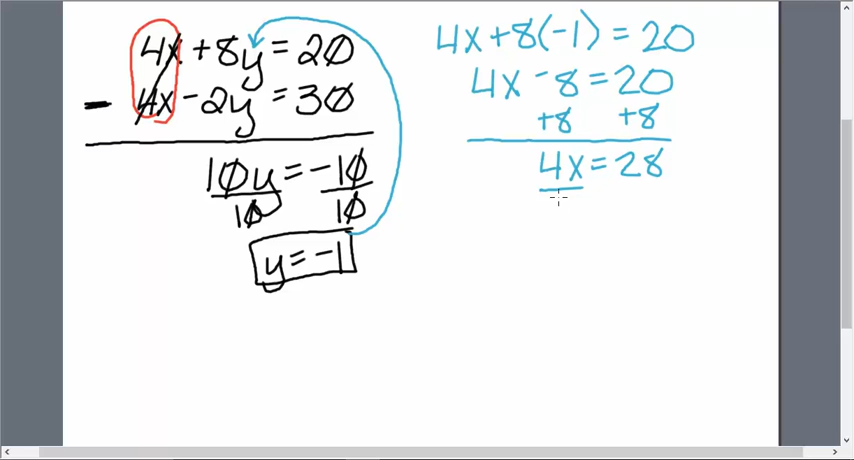 4x + 8y = 20
- 4x - 2y = 30
10y = -10
10 10
y = -1
4x + 8(-1) = 20
4x - 8 = 20
+8 +8
4x = 28